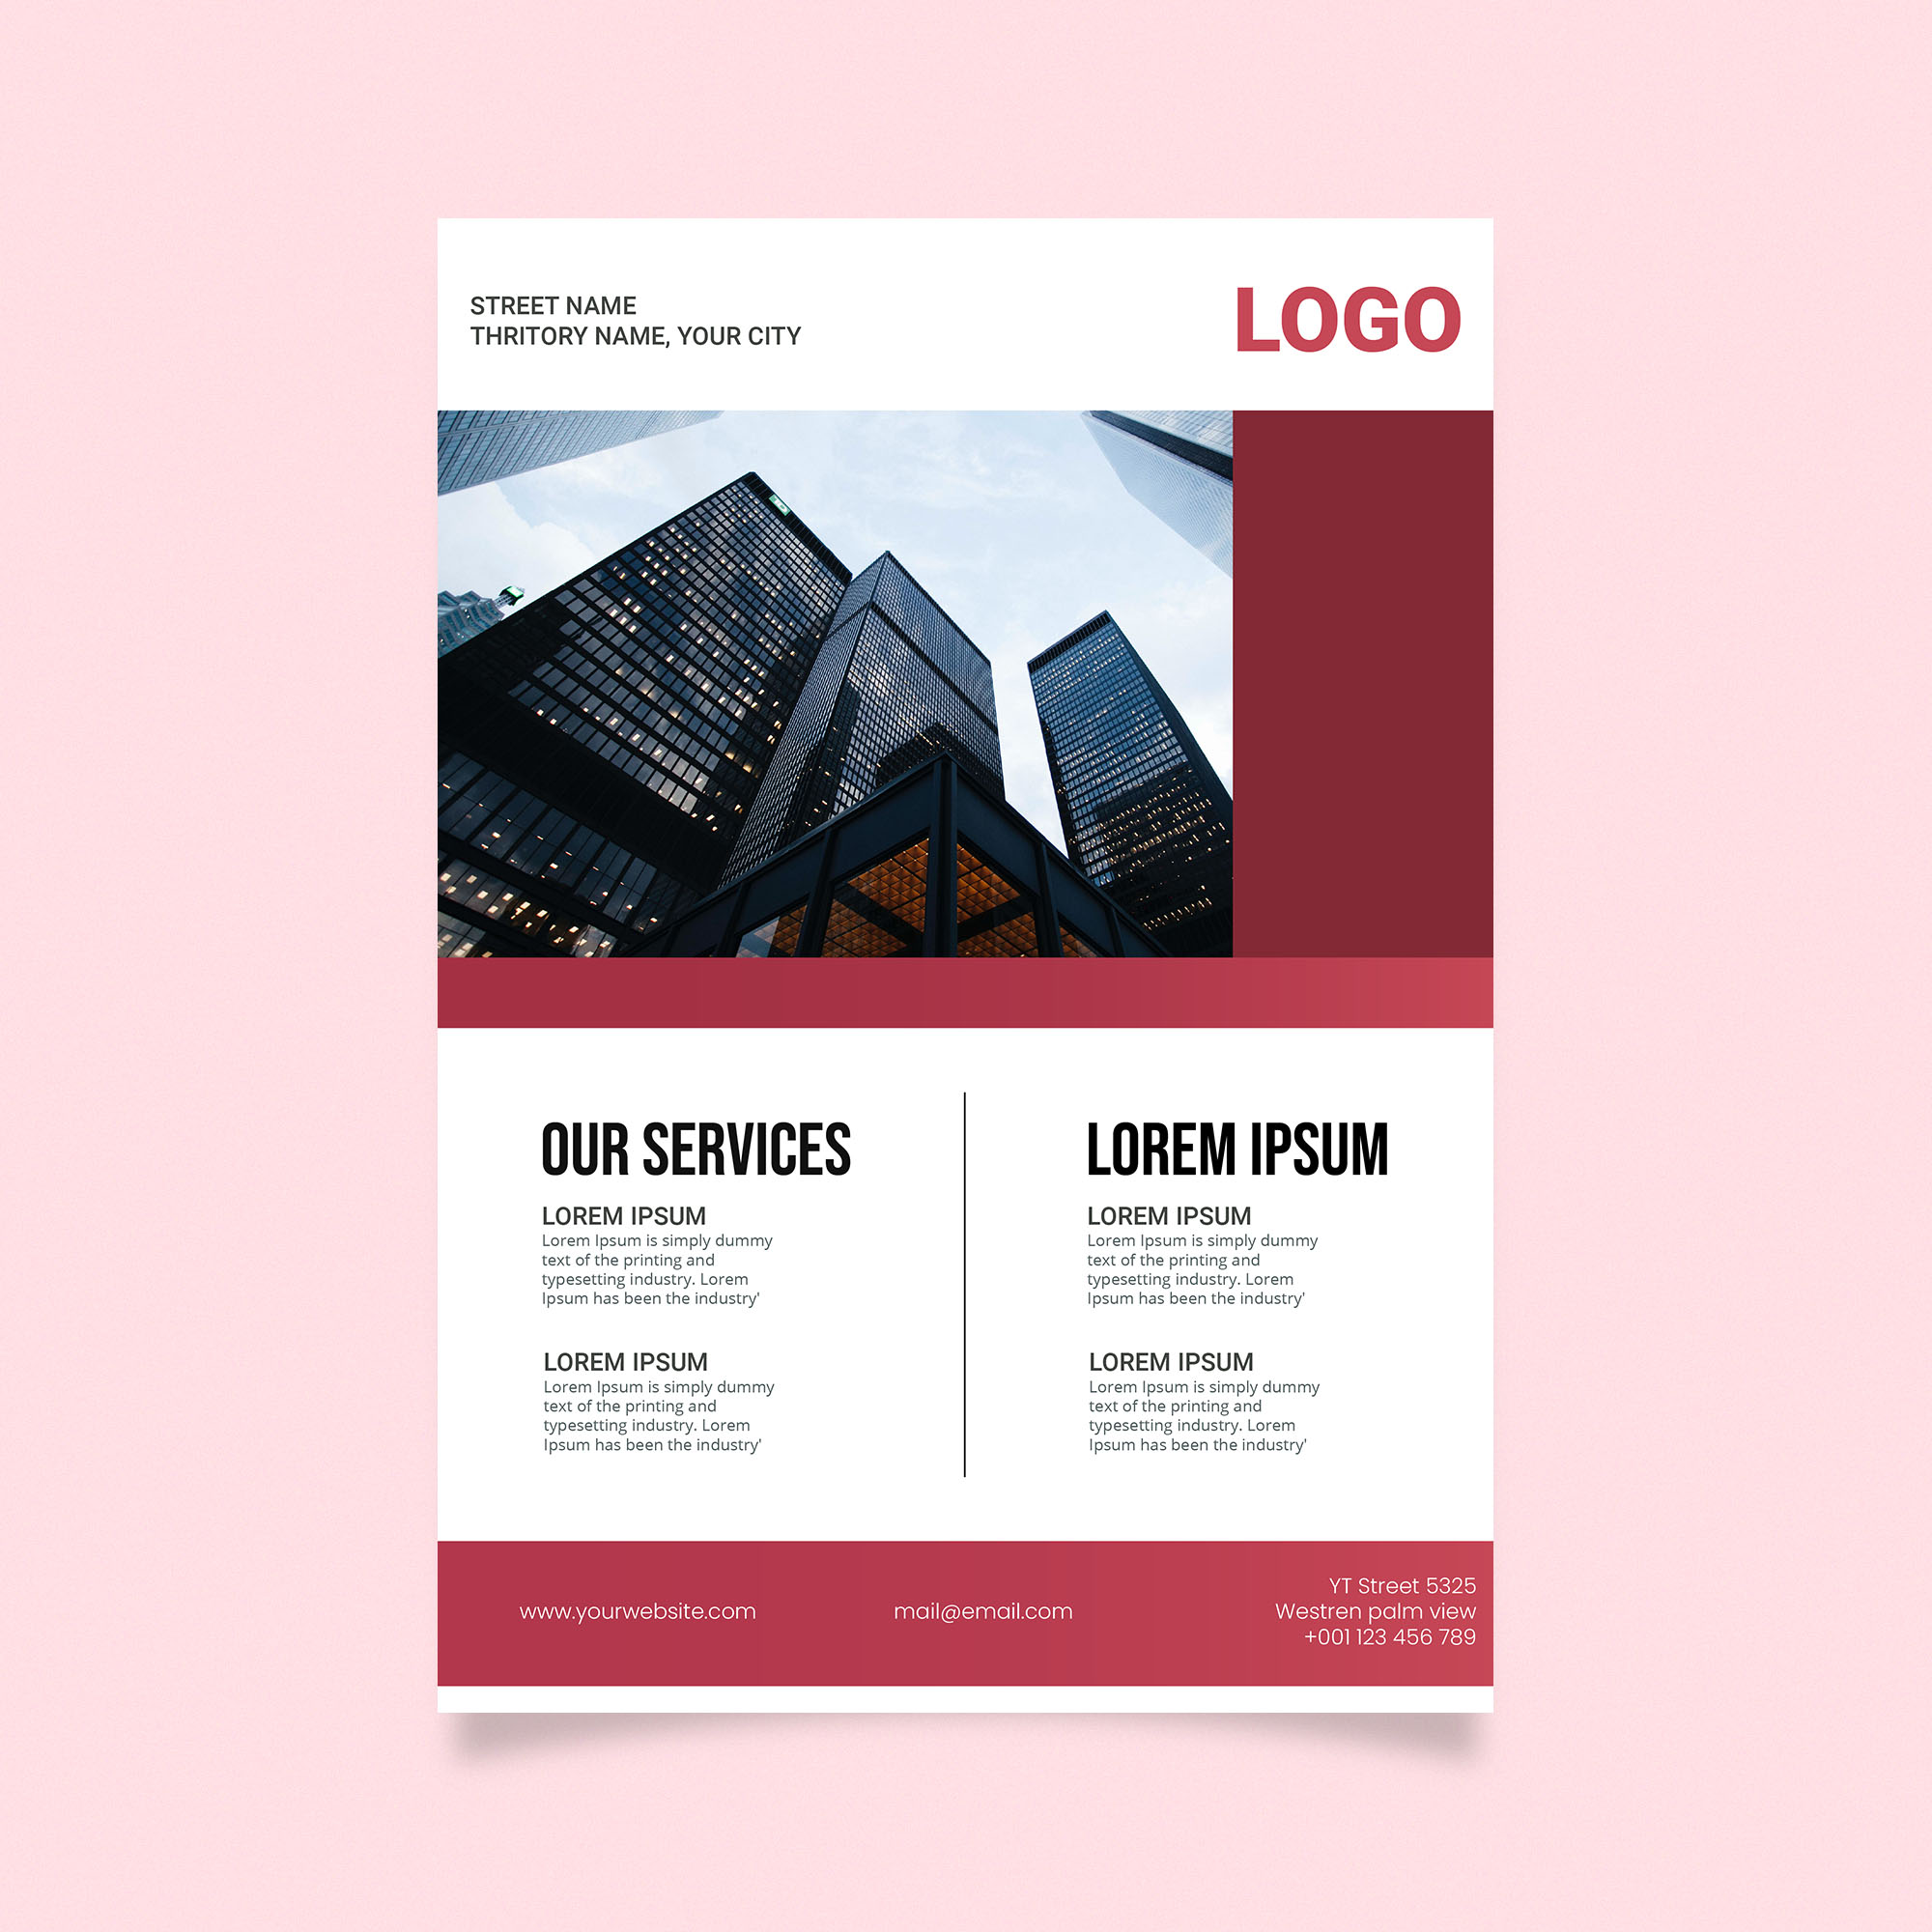 STREET NAME
THRITORY NAME, YOUR CITY
LOGO
OUR SERVICES
LOREM IPSUM
Lorem Ipsum is simply dummy
text of the printing and
typesetting industry. Lorem
Ipsum has been the industry'
LOREM IPSUM
Lorem Ipsum is simply dummy
text of the printing and
typesetting industry. Lorem
Ipsum has been the industry'
LOREM IPSUM
LOREM IPSUM
Lorem Ipsum is simply dummy
text of the printing and
typesetting industry. Lorem
Ipsum has been the industry'
LOREM IPSUM
Lorem Ipsum is simply dummy
text of the printing and
typesetting industry. Lorem
Ipsum has been the industry'
www.yourwebsite.com
mail@email.com
YT Street 5325
Westren palm view
+001 123 456 789